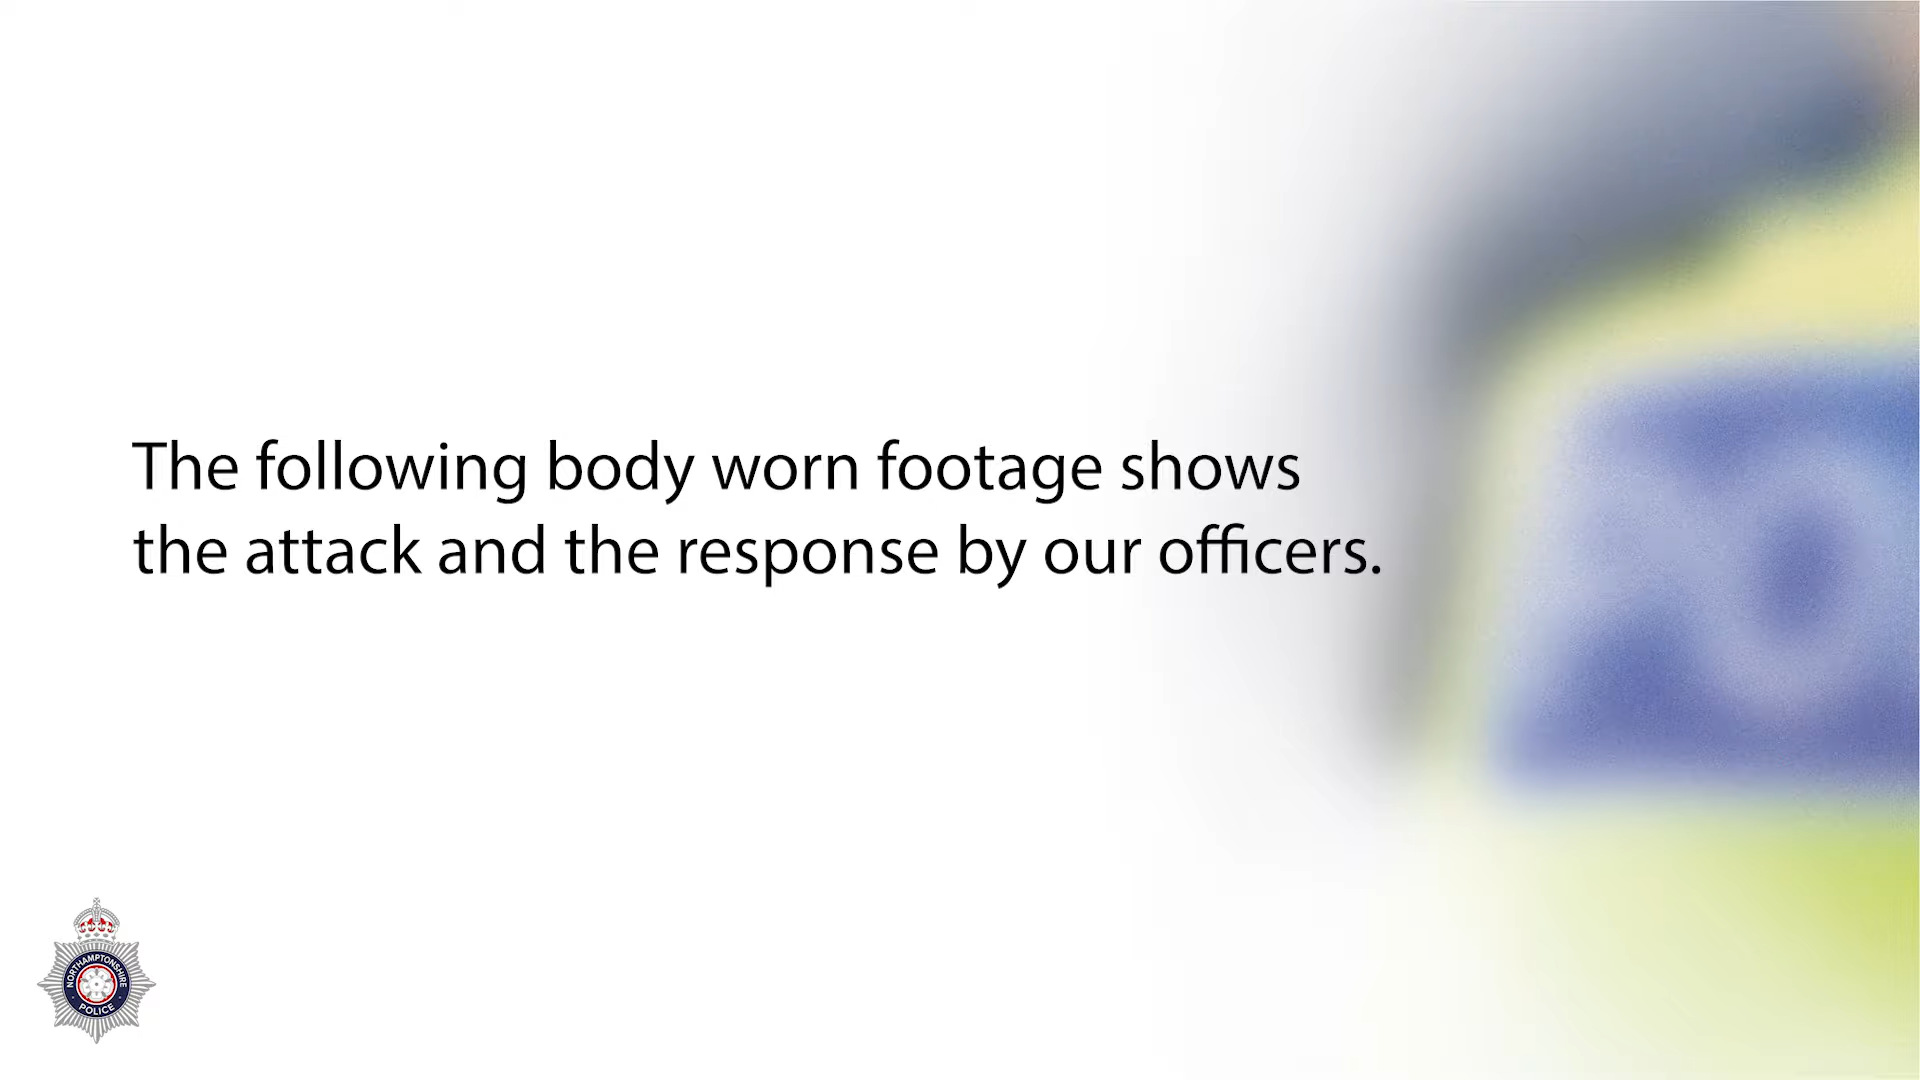 The following body worn footage shows
the attack and the response by our officers.
NORTHAMPTONSHIRE
POLICE